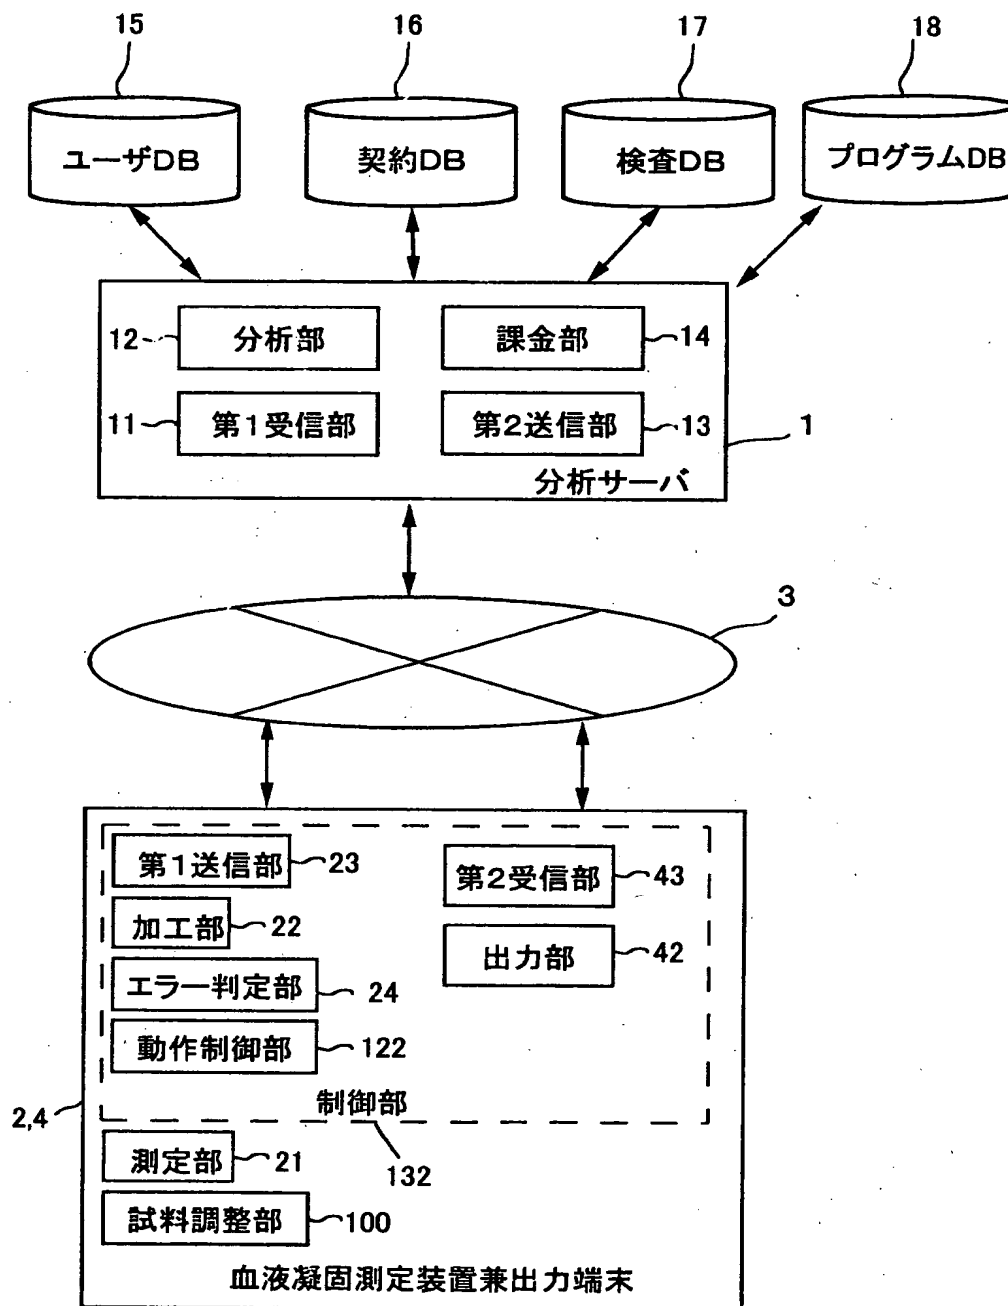 15 16 17 18
ユーザDB 契約DB 検査DB プログラムDB
12 分析部 課金部 14
11 第1受信部 第2送信部 13 1
分析サーバ
3
第1送信部 23 第2受信部 43
加工部 22
出力部 42
エラー判定部 24
動作制御部 122
制御部
2,4
測定部 21 132
試料調整部 100
血液凝固測定装置兼出力端末